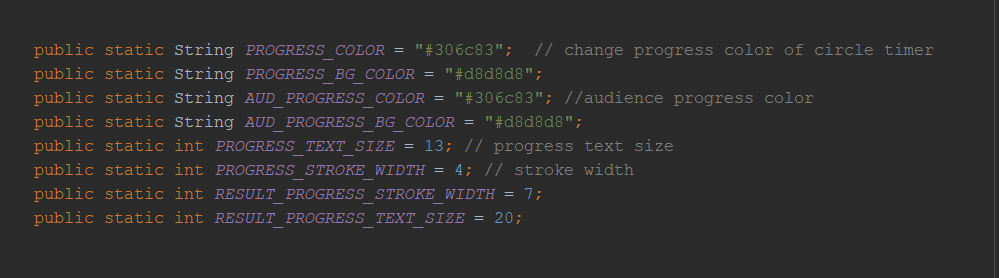 public static String PROGRESS_COLOR = "#306c83";  // change progress color of circle timer
public static String PROGRESS_BG_COLOR = "#d8d8d8";
public static String AUD_PROGRESS_COLOR = "#306c83"; //audience progress color
public static String AUD_PROGRESS_BG_COLOR = "#d8d8d8";
public static int PROGRESS_TEXT_SIZE = 13; // progress text size
public static int PROGRESS_STROKE_WIDTH = 4; // stroke width
public static int RESULT_PROGRESS_STROKE_WIDTH = 7;
public static int RESULT_PROGRESS_TEXT_SIZE = 20;